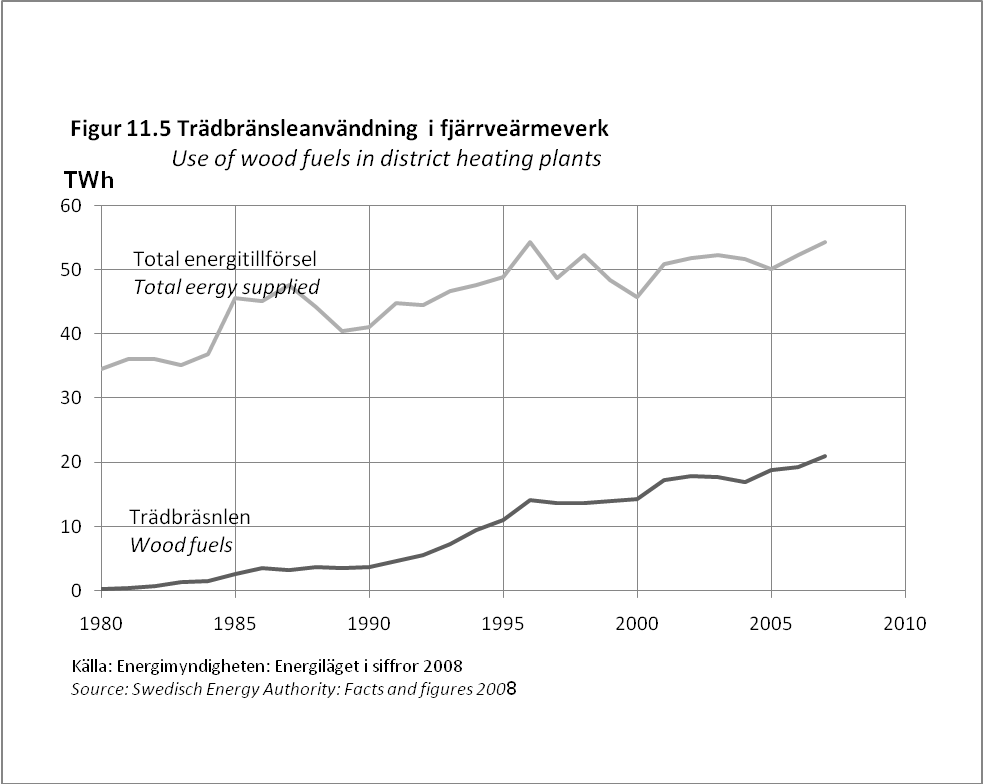 Figur 11.5 Trädbränsleanvändning i fjärrveärmeverk
Use of wood fuels in district heating plants
TWh
60
50
40
30
20
10
0
Total energitillförsel
Total eergy supplied
Trädbräsnlen
Wood fuels
1980 1985 1990 1995 2000 2005 2010
Källa: Energimyndigheten: Energiläget i siffror 2008
Source: Swedisch Energy Authority: Facts and figures 2008